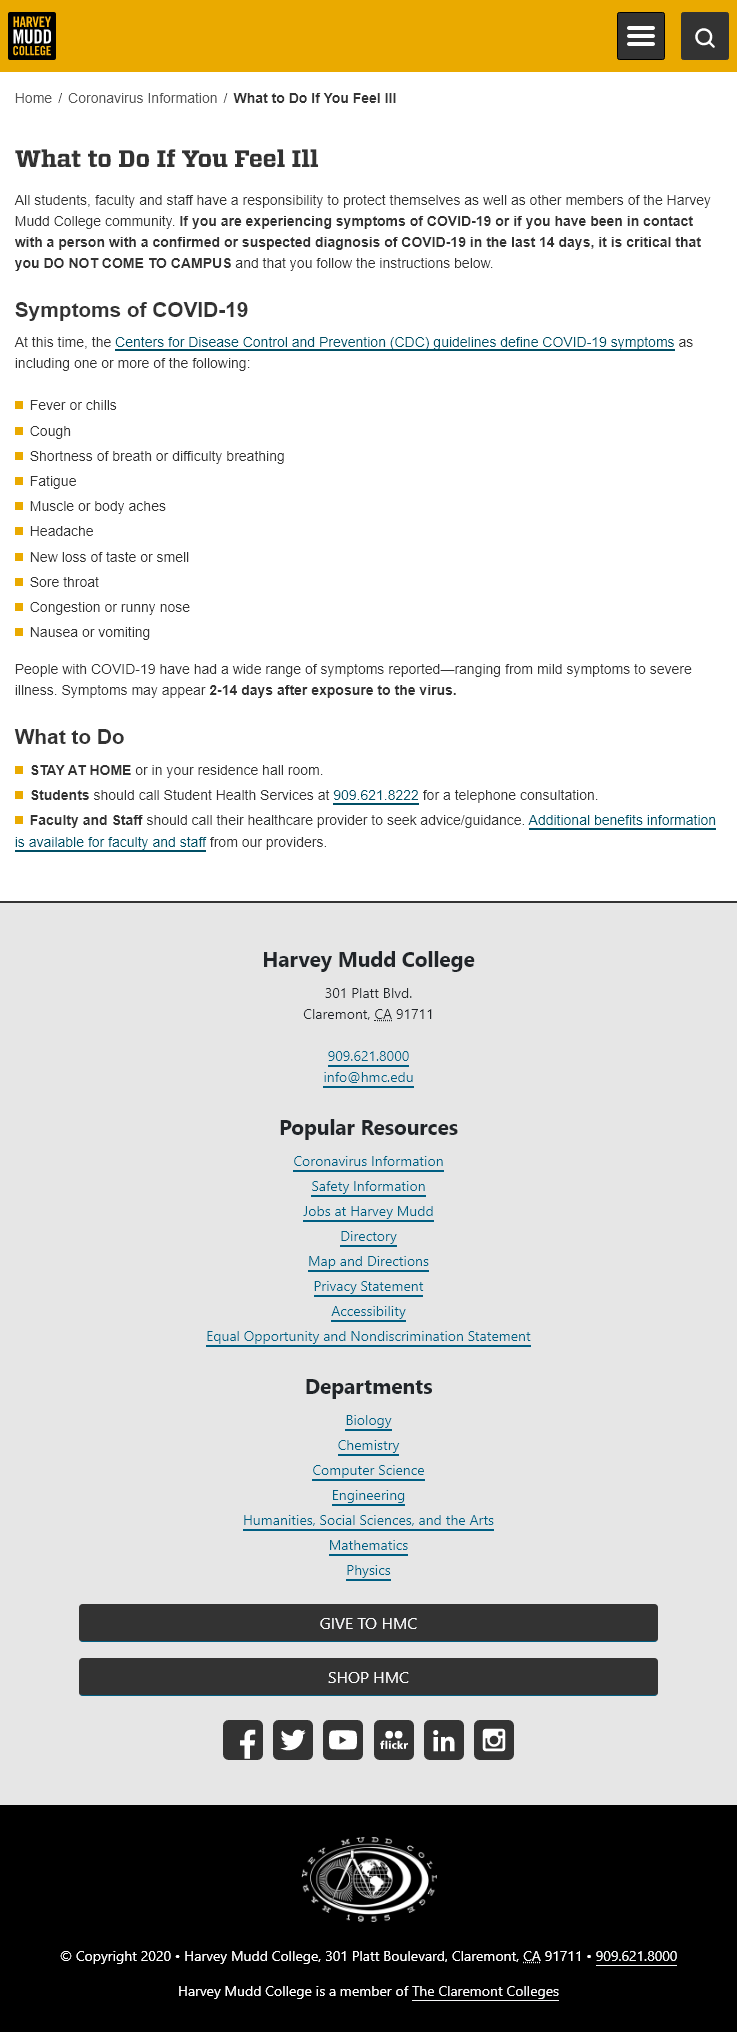 HARVEY
MUDD
COLLEGE
Home / Coronavirus Information / What to Do If You Feel Ill
What to Do If You Feel Ill
All students, faculty and staff have a responsibility to protect themselves as well as other members of the Harvey
Mudd College community. If you are experiencing symptoms of COVID-19 or if you have been in contact
with a person with a confirmed or suspected diagnosis of COVID-19 in the last 14 days, it is critical that
you DO NOT COME TO CAMPUS and that you follow the instructions below.
Symptoms of COVID-19
At this time, the Centers for Disease Control and Prevention (CDC) guidelines define COVID-19 symptoms as
including one or more of the following:
Fever or chills
Cough
Shortness of breath or difficulty breathing
Fatigue
Muscle or body aches
Headache
New loss of taste or smell
Sore throat
Congestion or runny nose
Nausea or vomiting
People with COVID-19 have had a wide range of symptoms reported—ranging from mild symptoms to severe
illness. Symptoms may appear 2-14 days after exposure to the virus.
What to Do
STAY AT HOME or in your residence hall room.
Students should call Student Health Services at 909.621.8222 for a telephone consultation.
Faculty and Staff should call their healthcare provider to seek advice/guidance. Additional benefits information
is available for faculty and staff from our providers.
Harvey Mudd College
301 Platt Blvd.
Claremont, CA 91711
909.621.8000
info@hmc.edu
Popular Resources
Coronavirus Information
Safety Information
Jobs at Harvey Mudd
Directory
Map and Directions
Privacy Statement
Accessibility
Equal Opportunity and Nondiscrimination Statement
Departments
Biology
Chemistry
Computer Science
Engineering
Humanities, Social Sciences, and the Arts
Mathematics
Physics
GIVE TO HMC
SHOP HMC
flickr
HARVEY MUDD COLLEGE
1955
© Copyright 2020 • Harvey Mudd College, 301 Platt Boulevard, Claremont, CA 91711 • 909.621.8000
Harvey Mudd College is a member of The Claremont Colleges